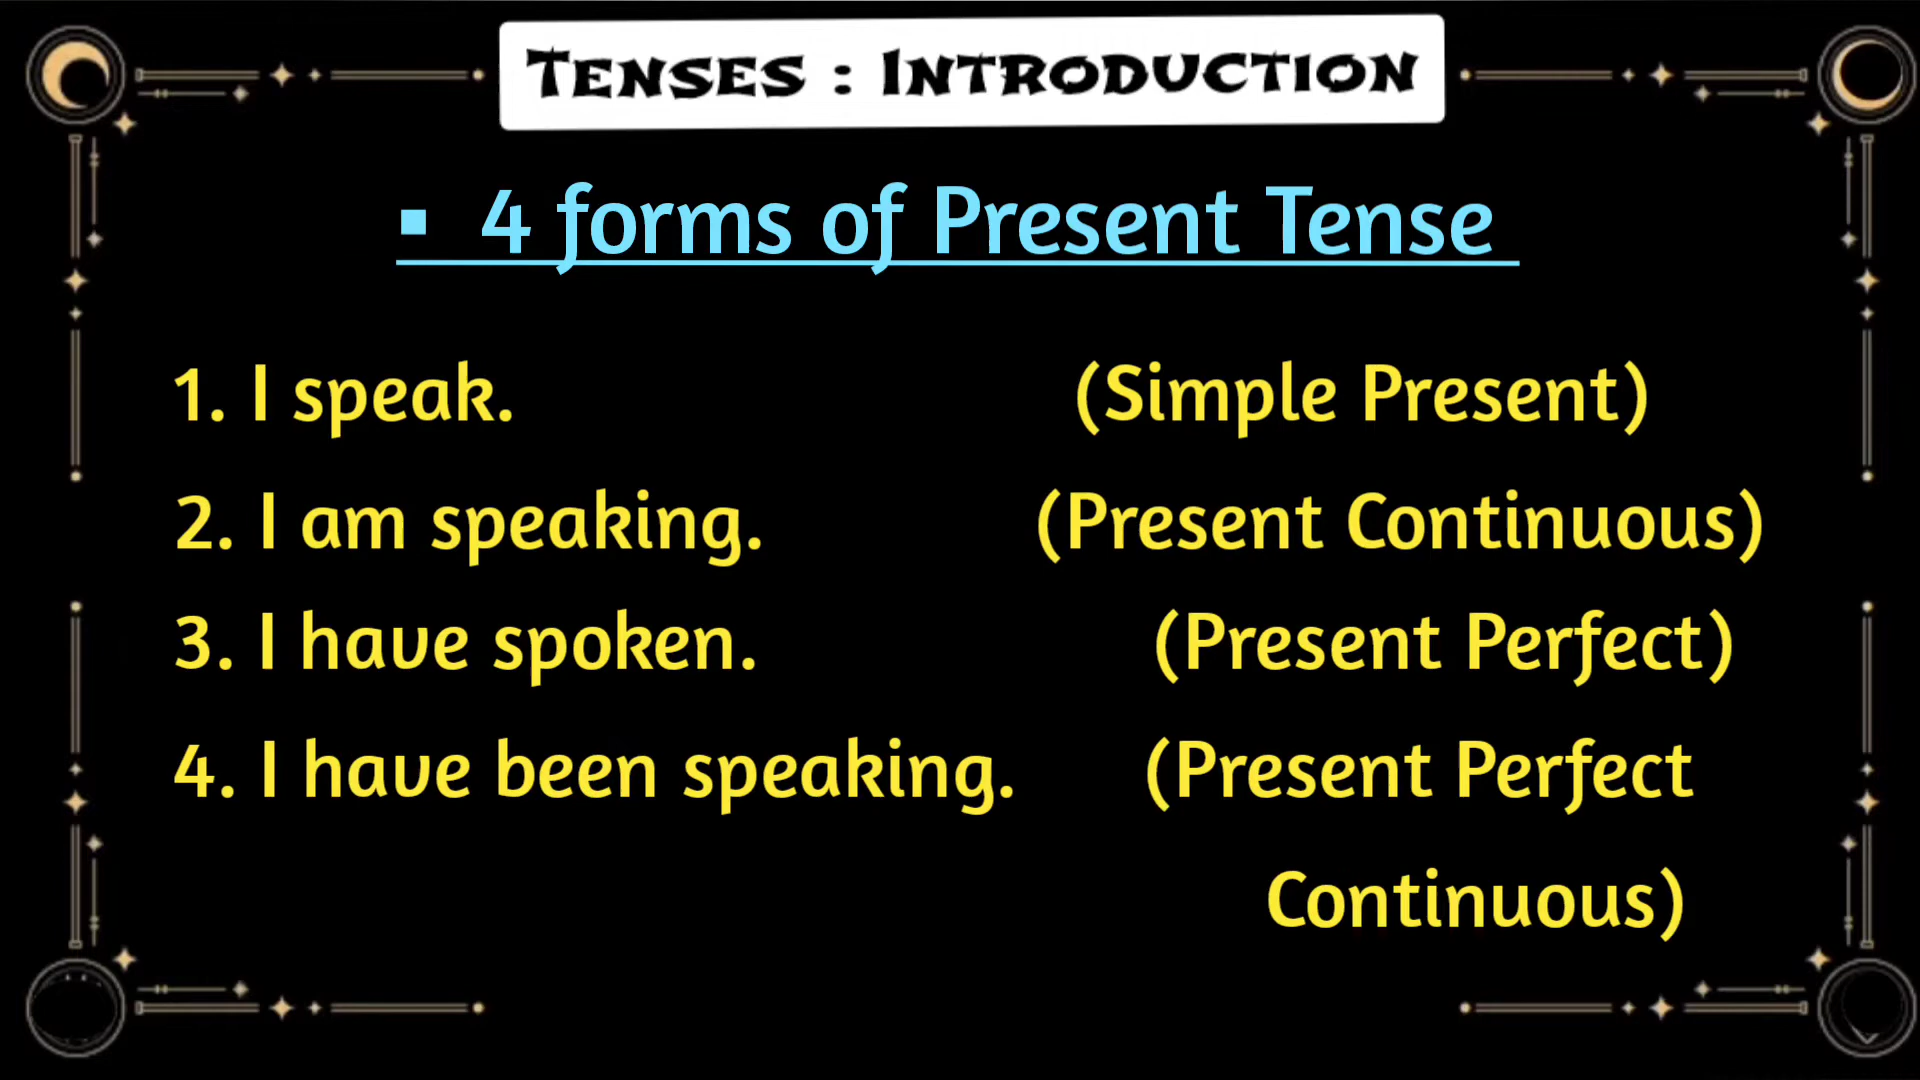 TENSES : INTRODUCTION
▪ 4 forms of Present Tense
1. I speak. (Simple Present)
2. I am speaking. (Present Continuous)
3. I have spoken. (Present Perfect)
4. I have been speaking. (Present Perfect
Continuous)